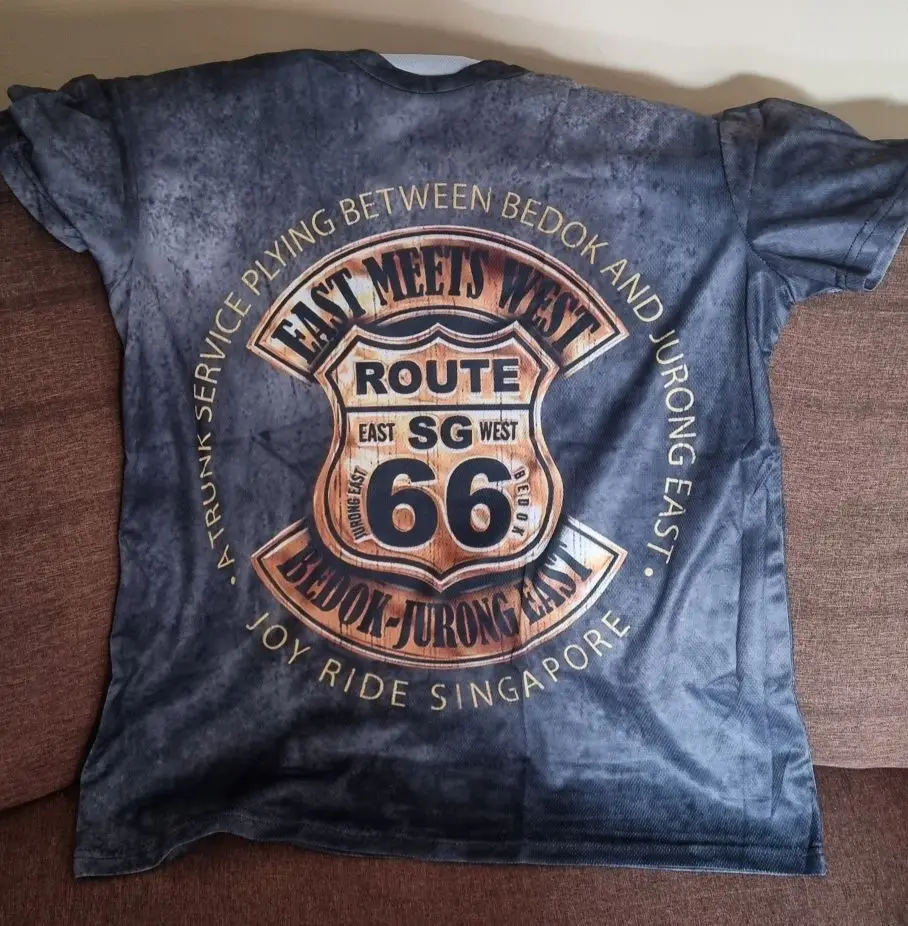 A TRUNK SERVICE PLYING BETWEEN BEDOK AND JURONG EAST
EAST MEETS WEST
ROUTE
EAST SG WEST
JURONG EAST 66 BEDOK
BEDOK-JURONG EAST
JOY RIDE SINGAPORE